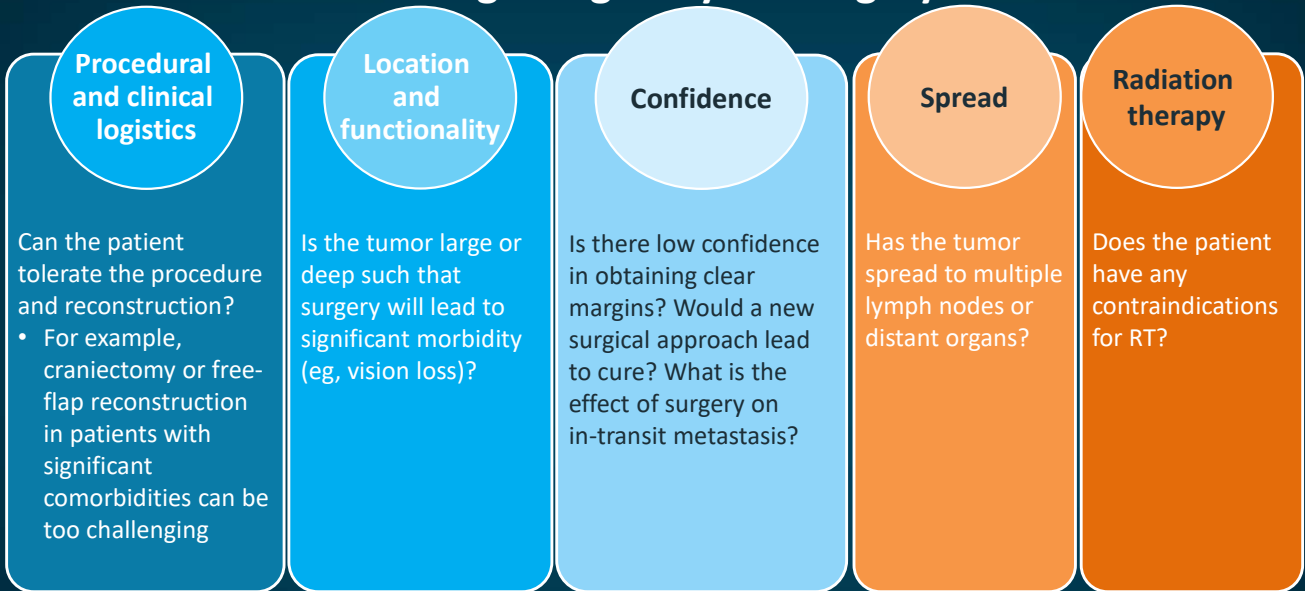 Procedural
and clinical
logistics
Can the patient
tolerate the procedure
and reconstruction?
• For example,
craniectomy or free-
flap reconstruction
in patients with
significant
comorbidities can be
too challenging
Location
and
functionality
Is the tumor large or
deep such that
surgery will lead to
significant morbidity
(eg, vision loss)?
Confidence
Is there low confidence
in obtaining clear
margins? Would a new
surgical approach lead
to cure? What is the
effect of surgery on
in-transit metastasis?
Spread
Has the tumor
spread to multiple
lymph nodes or
distant organs?
Radiation
therapy
Does the patient
have any
contraindications
for RT?